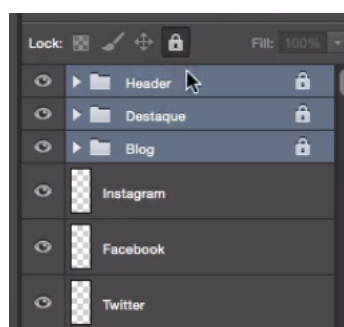 Lock: Fill: 100%
Header
Destaque
Blog
Instagram
Facebook
Twitter